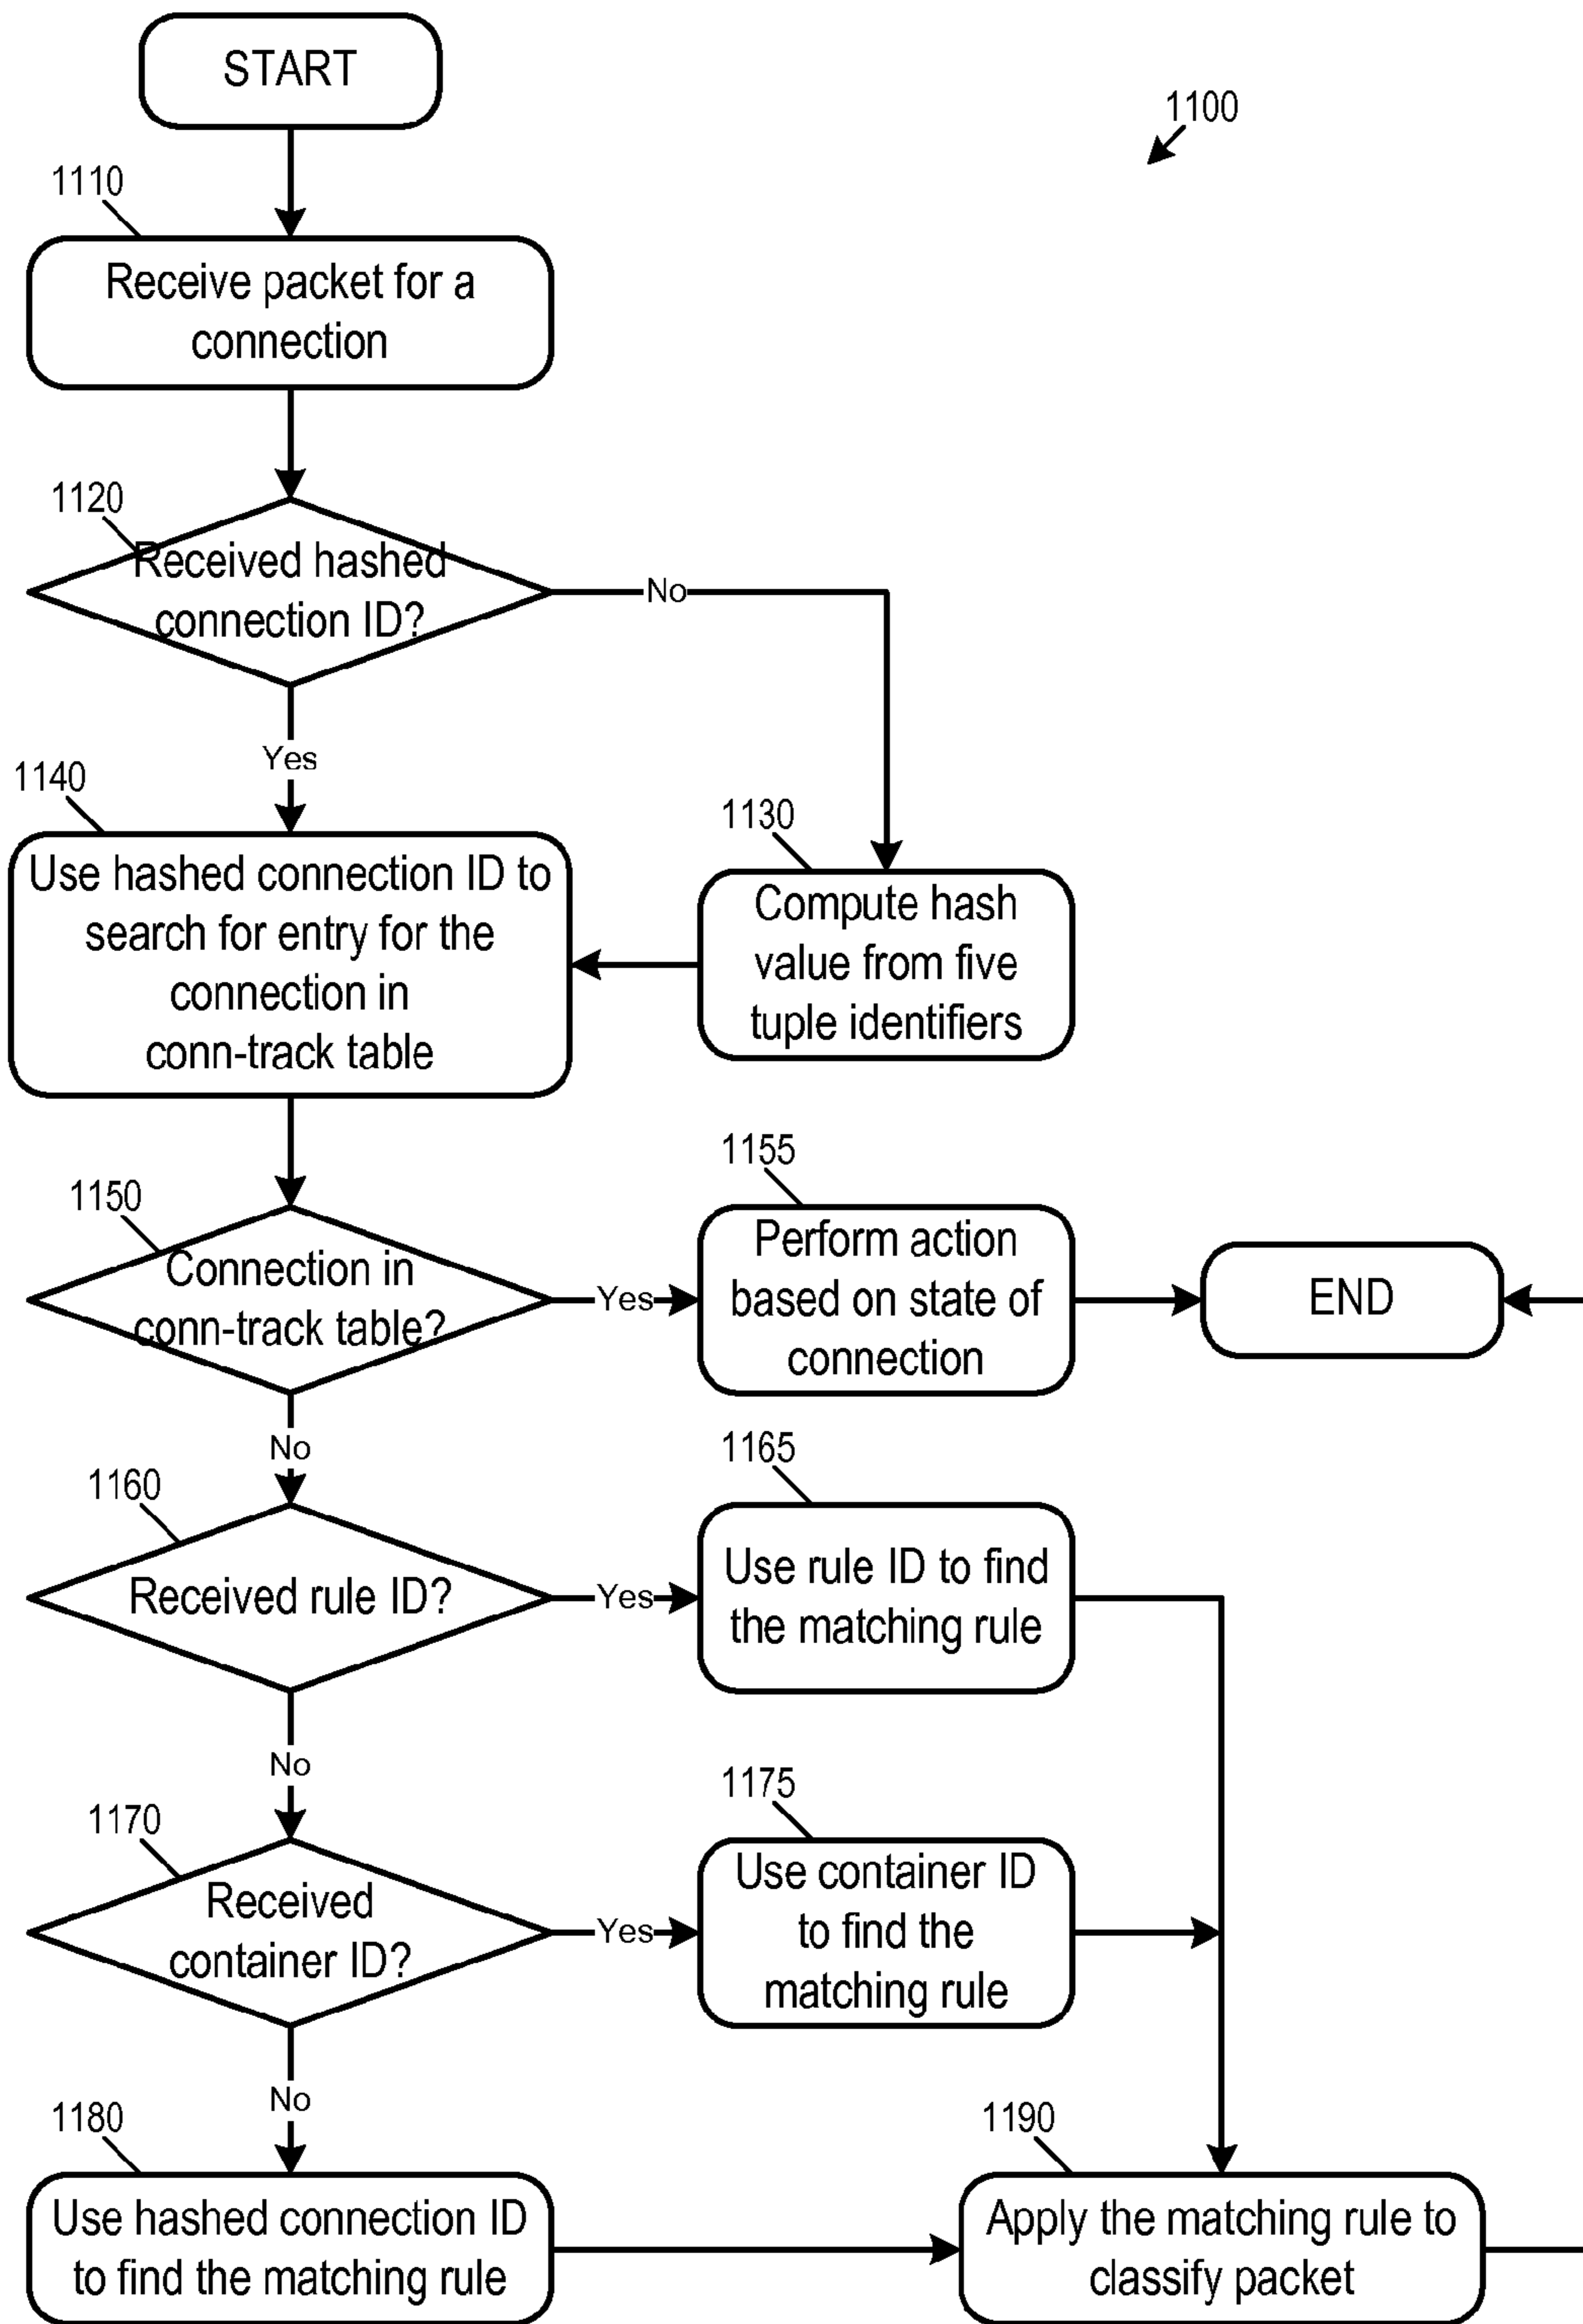 START
1100
1110
Receive packet for a
connection
1120
Received hashed
connection ID?
No
Yes
1140
Use hashed connection ID to
search for entry for the
connection in
conn-track table
1130
Compute hash
value from five
tuple identifiers
1150
Connection in
conn-track table?
Yes
1155
Perform action
based on state of
connection
END
No
1160
Received rule ID?
Yes
1165
Use rule ID to find
the matching rule
No
1170
Received
container ID?
Yes
1175
Use container ID
to find the
matching rule
No
1180
Use hashed connection ID
to find the matching rule
1190
Apply the matching rule to
classify packet